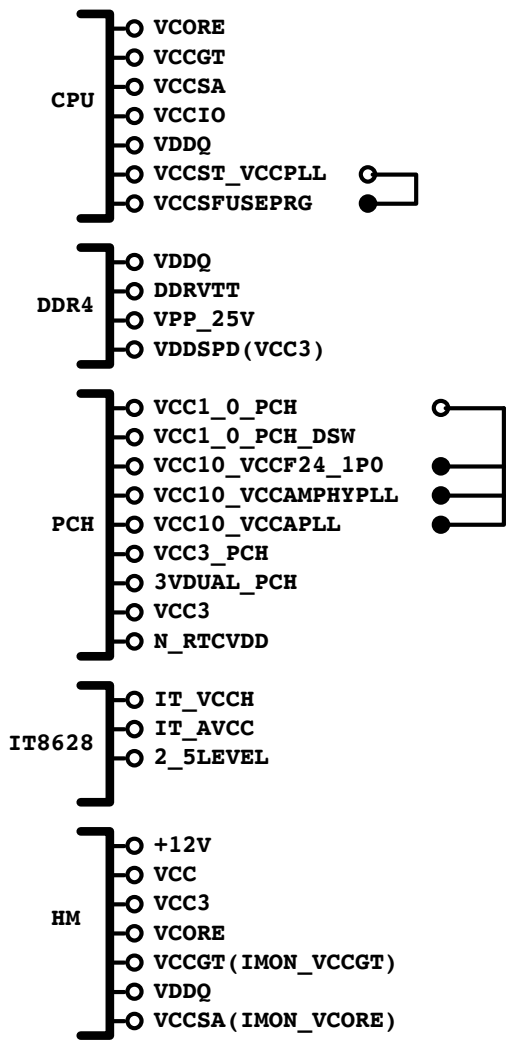 CPU
VCORE
VCCGT
VCCSA
VCCIO
VDDQ
VCCST_VCCPLL
VCCSFUSEPRG
DDR4
VDDQ
DDRVTT
VPP_25V
VDDSPD(VCC3)
PCH
VCC1_0_PCH
VCC1_0_PCH_DSW
VCC10_VCCF24_1P0
VCC10_VCCAMPHYPLL
VCC10_VCCAPLL
VCC3_PCH
3VDUAL_PCH
VCC3
N_RTCVDD
IT8628
IT_VCCH
IT_AVCC
2_5LEVEL
HM
+12V
VCC
VCC3
VCORE
VCCGT(IMON_VCCGT)
VDDQ
VCCSA(IMON_VCORE)